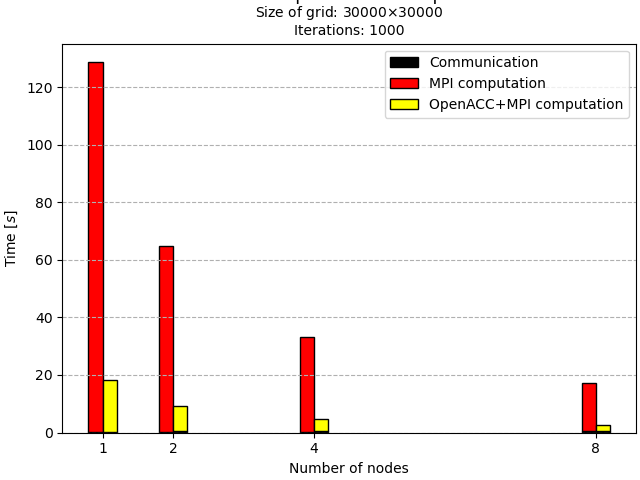 Size of grid: 30000×30000
Iterations: 1000
Communication
MPI computation
OpenACC+MPI computation
Time [s]
120
100
80
60
40
20
0
1 2 4 8
Number of nodes